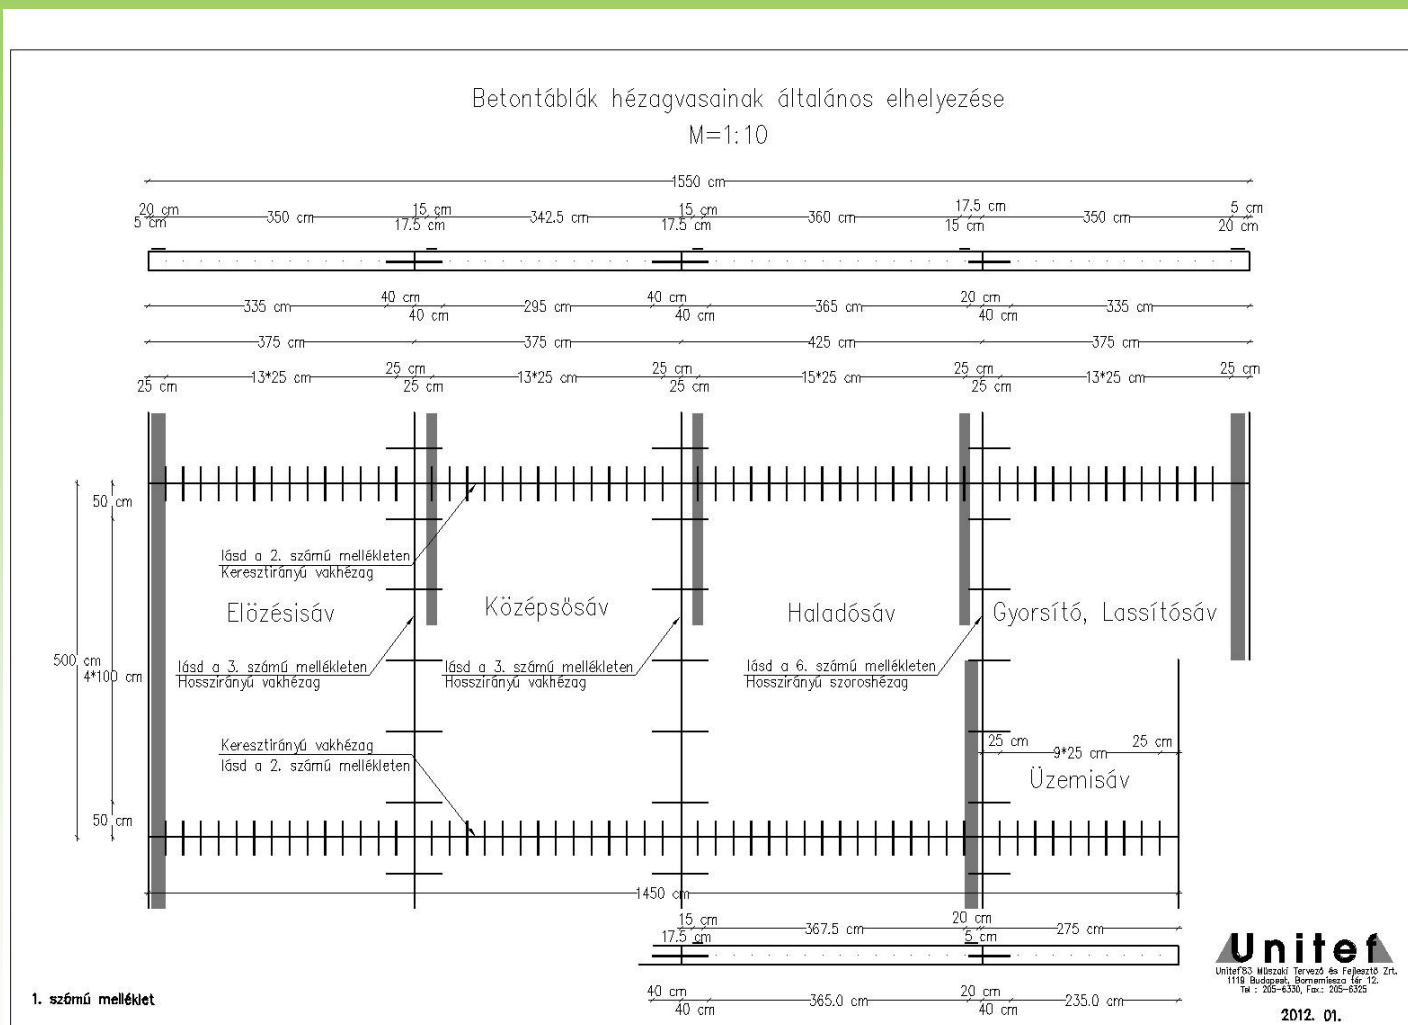 Betontáblák hézagvasainak általános elhelyezése
M=1:10
1550 cm
20 cm 350 cm 15 cm 342.5 cm 15 cm 360 cm 17.5 cm 350 cm 5 cm
5 cm 17.5 cm 17.5 cm 15 cm 20 cm
335 cm 40 cm 295 cm 40 cm 365 cm 20 cm 335 cm
40 cm 40 cm 40 cm
375 cm 375 cm 425 cm 375 cm
25 cm 13*25 cm 25 cm 13*25 cm 25 cm 15*25 cm 25 cm 13*25 cm 25 cm
25 cm 25 cm 25 cm
50 cm
lásd a 2. számú mellékleten
Keresztirányú vakhézag
Elözésisáv
Középsösáv
Haladósáv
Gyorsító, Lassítósáv
500 cm
4*100 cm
lásd a 3. számú mellékleten
Hosszirányú vakhézag
lásd a 3. számú mellékleten
Hosszirányú vakhézag
lásd a 6. számú mellékleten
Hosszirányú szoroshézag
Keresztirányú vakhézag
lásd a 2. számú mellékleten
25 cm 9*25 cm 25 cm
Üzemisáv
50 cm
1450 cm
15 cm 367.5 cm 20 cm 275 cm
17.5 cm 5 cm
40 cm 365.0 cm 20 cm 235.0 cm
40 cm 40 cm
1. számú melléklet
Unitef
Unitef'83 Müszaki Tervezö és Fejlesztö Zrt.
1119 Budapest, Bornemissza tér 12.
Tel : 205-6330, Fax.: 205-6325
2012. 01.